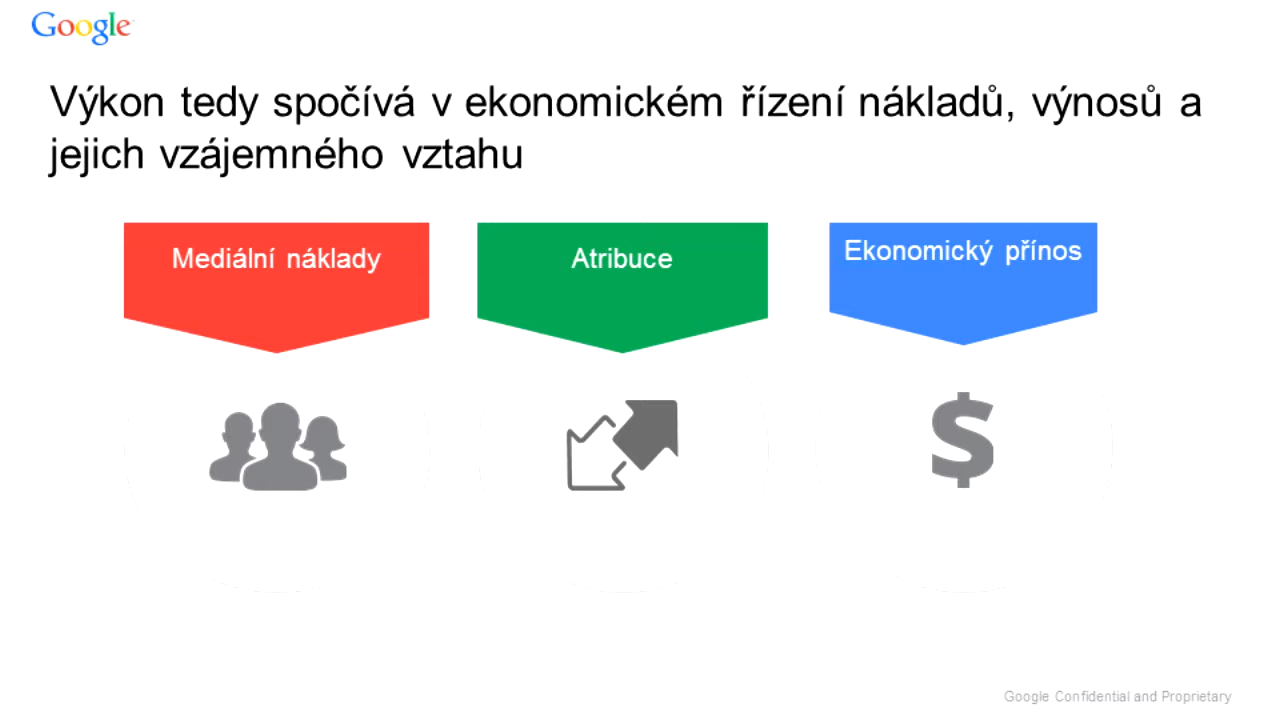 Google
Výkon tedy spočívá v ekonomickém řízení nákladů, výnosů a
jejich vzájemného vztahu
Mediální náklady
Atribuce
Ekonomický přínos
Google Confidential and Proprietary